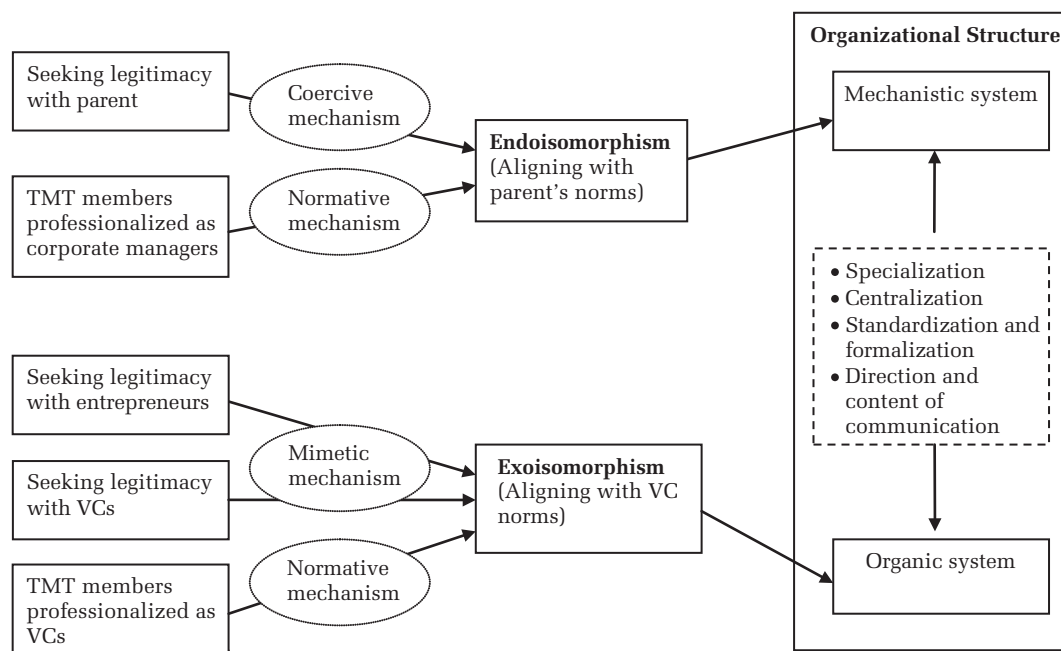 Organizational Structure
Seeking legitimacy
with parent
Coercive
mechanism
Mechanistic system
Endoisomorphism
(Aligning with
parent's norms)
TMT members
professionalized as
corporate managers
Normative
mechanism
• Specialization
• Centralization
• Standardization and
formalization
• Direction and
content of
communication
Seeking legitimacy
with entrepreneurs
Mimetic
mechanism
Seeking legitimacy
with VCs
Exoisomorphism
(Aligning with VC
norms)
TMT members
professionalized as
VCs
Normative
mechanism
Organic system